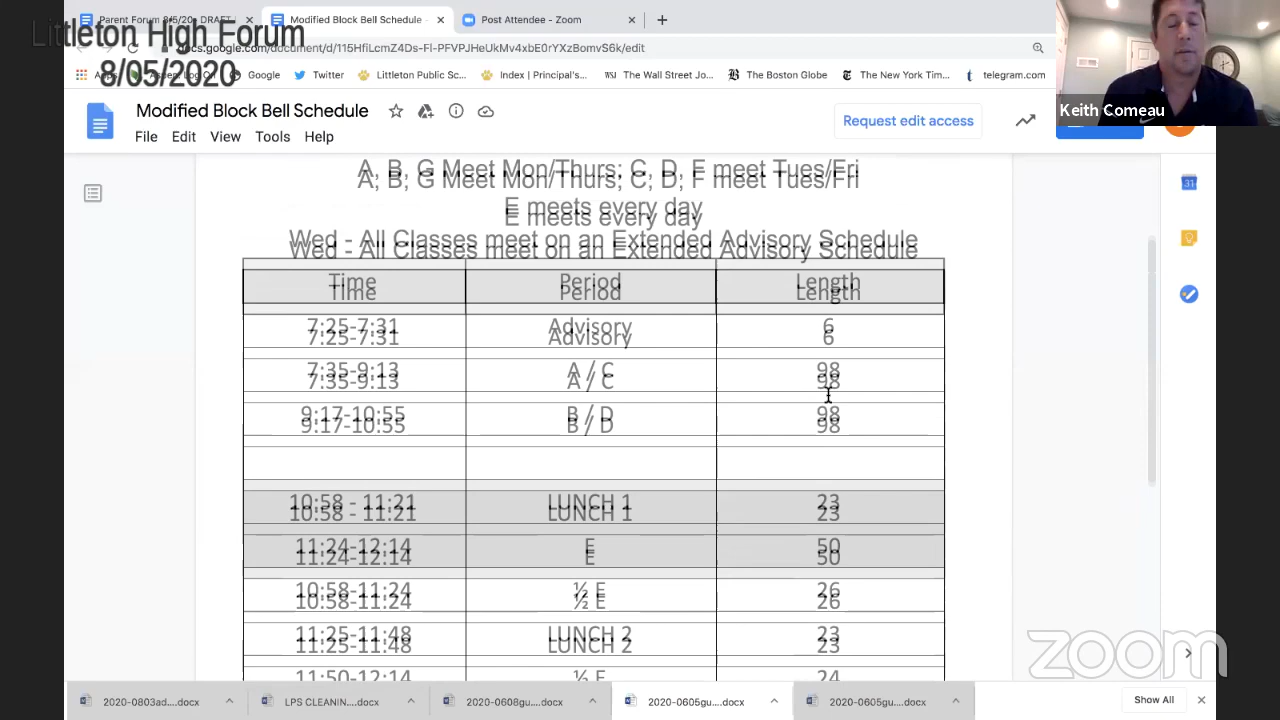 Parent Forum 8/5/20: DRAFT
Modified Block Bell Schedule -
Post Attendee - Zoom
Littleton High Forum
8/05/2020
docs.google.com/document/d/
/edit
Google
Twitter
Littleton Public Sc...
Index | Principal's...
WSJ The Wall Street Jo...
B The Boston Globe
T The New York Tim...
t telegram.com
Keith Comeau
Modified Block Bell Schedule
File Edit View Tools Help
Request edit access
A, B, G Meet Mon/Thurs; C, D, F meet Tues/Fri
E meets every day
Wed - All Classes meet on an Extended Advisory Schedule
Time Period Length
7:25-7:31 Advisory 6
7:35-9:13 A / C 98
9:17-10:55 B / D 98
10:58 - 11:21 LUNCH 1 23
11:24-12:14 E 50
10:58-11:24 ½ E 26
11:25-11:48 LUNCH 2 23
11:50-12:14 ½ E 24
31
zoom
2020-0803ad....docx
LPS CLEANIN....docx
2020-0608gu....docx
2020-0605gu....docx
2020-0605gu....docx
Show All